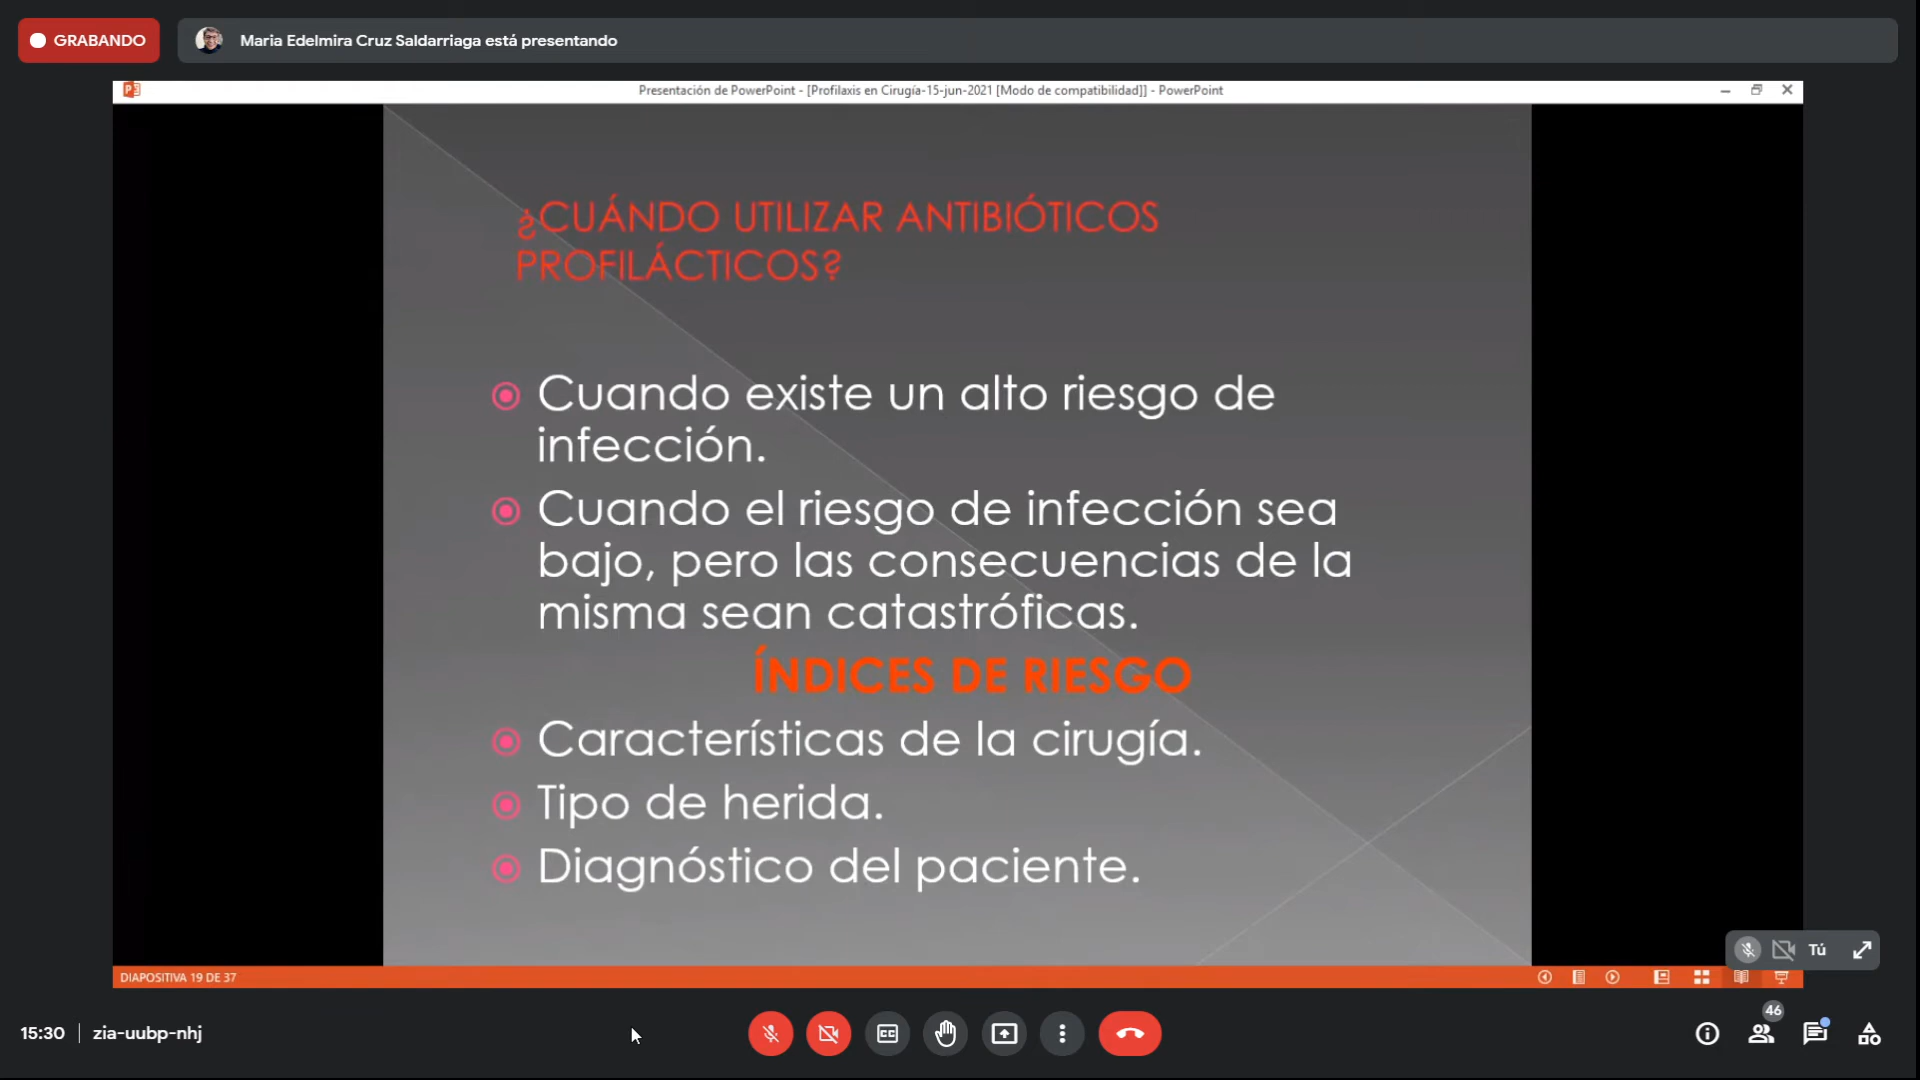 GRABANDO
Maria Edelmira Cruz Saldarriaga está presentando
Presentación de PowerPoint - [Profilaxis en Cirugía-15-jun-2021 [Modo de compatibilidad]] - PowerPoint
¿CUÁNDO UTILIZAR ANTIBIÓTICOS
PROFILÁCTICOS?
Cuando existe un alto riesgo de
infección.
Cuando el riesgo de infección sea
bajo, pero las consecuencias de la
misma sean catastróficas.
ÍNDICES DE RIESGO
Características de la cirugía.
Tipo de herida.
Diagnóstico del paciente.
Tú
DIAPOSITIVA 19 DE 37
15:30
zia-uubp-nhj
CC
46